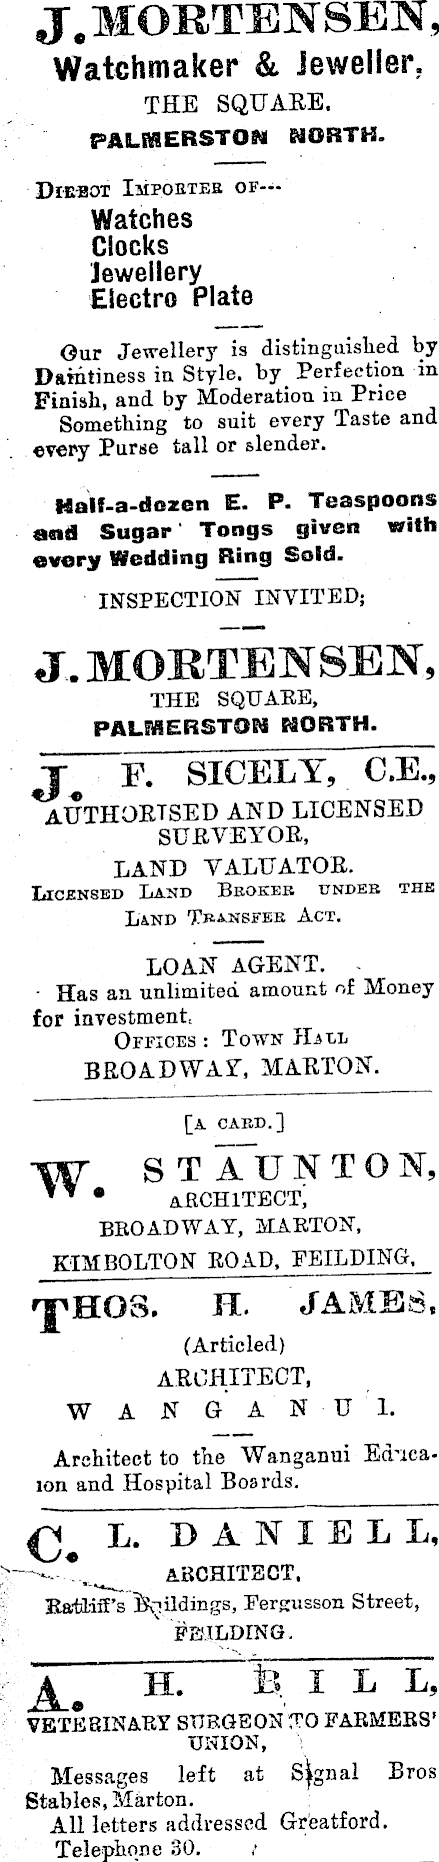 J. MORTENSEN,
Watchmaker & Jeweller,
THE SQUARE.
PALMERSTON NORTH.
DIRECT IMPORTER OF---
Watches
Clocks
Jewellery
Electro Plate
Our Jewellery is distinguished by
Daintiness in Style, by Perfection in
Finish, and by Moderation in Price
Something to suit every Taste and
every Purse tall or slender.
Half-a-dozen E. P. Teaspoons
and Sugar Tongs given with
every Wedding Ring Sold.
INSPECTION INVITED;
J. MORTENSEN,
THE SQUARE,
PALMERSTON NORTH.
J. F. SICELY, C.E.,
AUTHORISED AND LICENSED
SURVEYOR,
LAND VALUATOR.
LICENSED LAND BROKER UNDER THE
LAND TRANSFER ACT.
LOAN AGENT.
Has an unlimited amount of Money
for investment.
OFFICES : TOWN HALL
BROADWAY, MARTON.
[A CARD.]
W. STAUNTON,
ARCHITECT,
BROADWAY, MARTON,
KIMBOLTON ROAD, FEILDING.
THOS. H. JAMES,
(Articled)
ARCHITECT,
WANGANUI.
Architect to the Wanganui Educa-
ion and Hospital Boards.
C. L. DANIELL,
ARCHITECT.
Ratliff's Buildings, Fergusson Street,
FEILDING.
A. H. BILL,
VETERINARY SURGEON TO FARMERS'
UNION,
Messages left at Signal Bros
Stables, Marton.
All letters addressed Greatford.
Telephone 30.